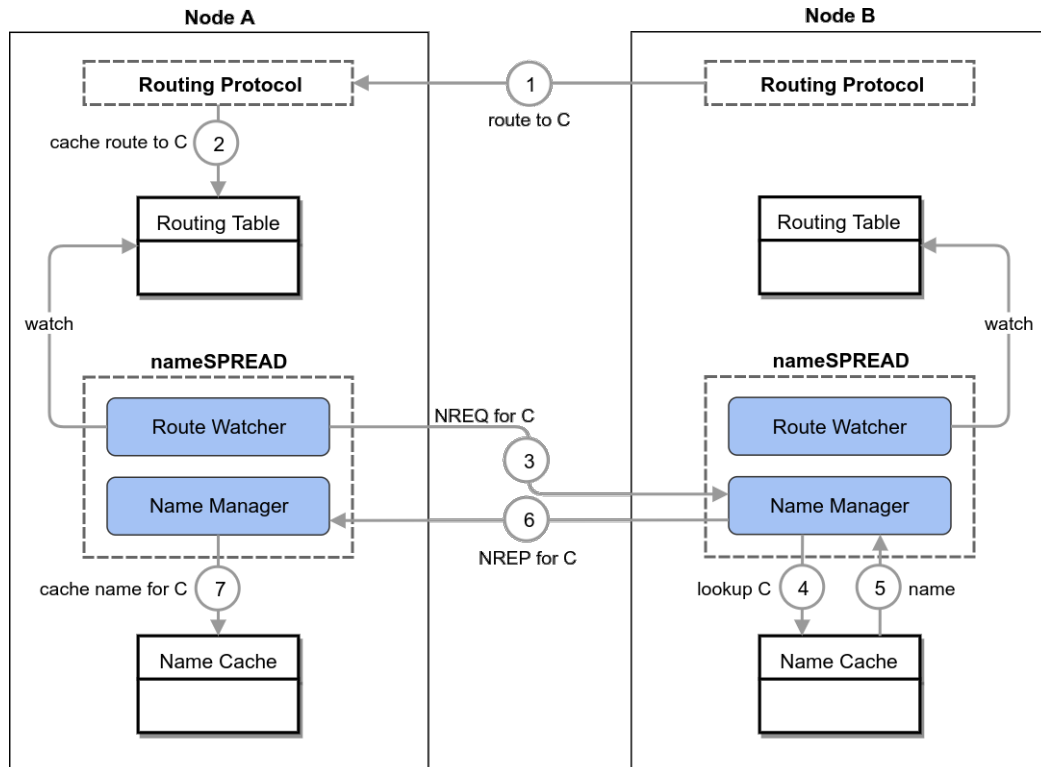 Node A
Node B
Routing Protocol
1
Routing Protocol
route to C
cache route to C
2
Routing Table
Routing Table
watch
watch
nameSPREAD
nameSPREAD
Route Watcher
NREQ for C
Route Watcher
3
Name Manager
6
Name Manager
NREP for C
cache name for C
7
lookup C
4
5
name
Name Cache
Name Cache